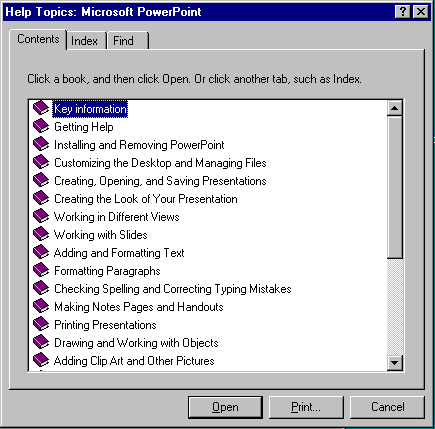 Help Topics: Microsoft PowerPoint
Contents Index Find
Click a book, and then click Open. Or click another tab, such as Index.
Key information
Getting Help
Installing and Removing PowerPoint
Customizing the Desktop and Managing Files
Creating, Opening, and Saving Presentations
Creating the Look of Your Presentation
Working in Different Views
Working with Slides
Adding and Formatting Text
Formatting Paragraphs
Checking Spelling and Correcting Typing Mistakes
Making Notes Pages and Handouts
Printing Presentations
Drawing and Working with Objects
Adding Clip Art and Other Pictures
Open Print... Cancel